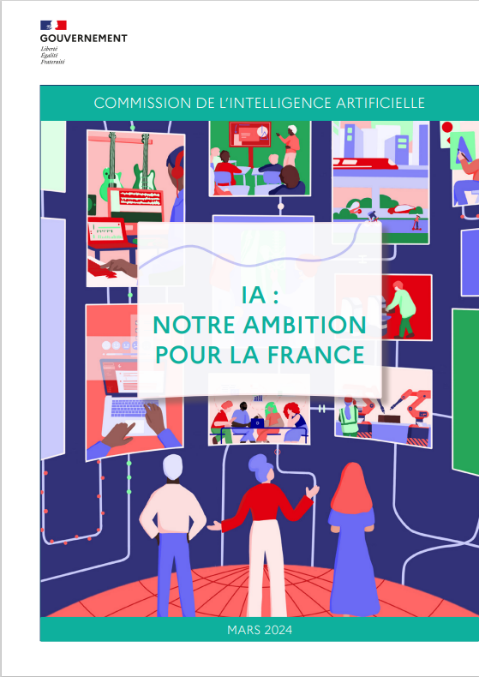 GOUVERNEMENT
Liberté
Égalité
Fraternité
COMMISSION DE L'INTELLIGENCE ARTIFICIELLE
IA :
NOTRE AMBITION
POUR LA FRANCE
MARS 2024